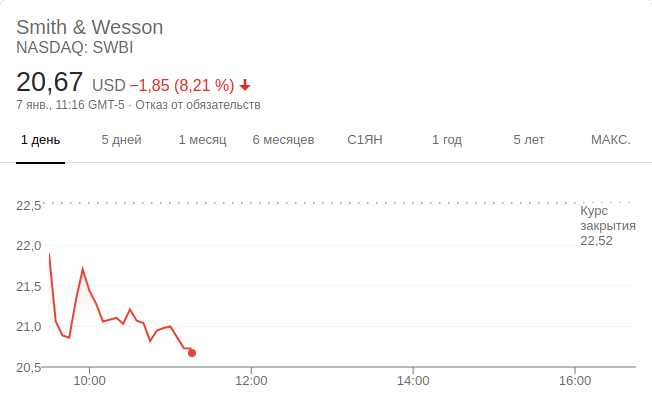 Smith & Wesson
NASDAQ: SWBI
20,67 USD −1,85 (8,21 %)
7 янв., 11:16 GMT-5 · Отказ от обязательств
1 день 5 дней 1 месяц 6 месяцев С1ЯН 1 год 5 лет МАКС.
22,5
Курс
закрытия
22,52
22,0
21,5
21,0
20,5
10:00 12:00 14:00 16:00